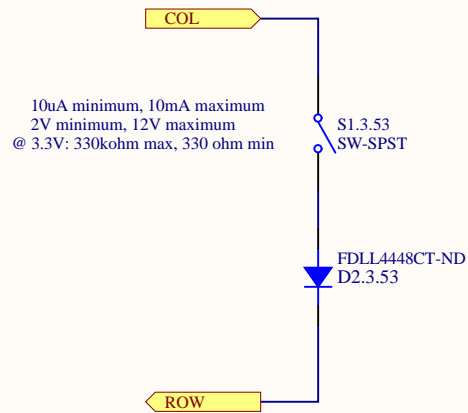 COL
10uA minimum, 10mA maximum
2V minimum, 12V maximum
@ 3.3V: 330kohm max, 330 ohm min
S1.3.53
SW-SPST
FDLL4448CT-ND
D2.3.53
ROW